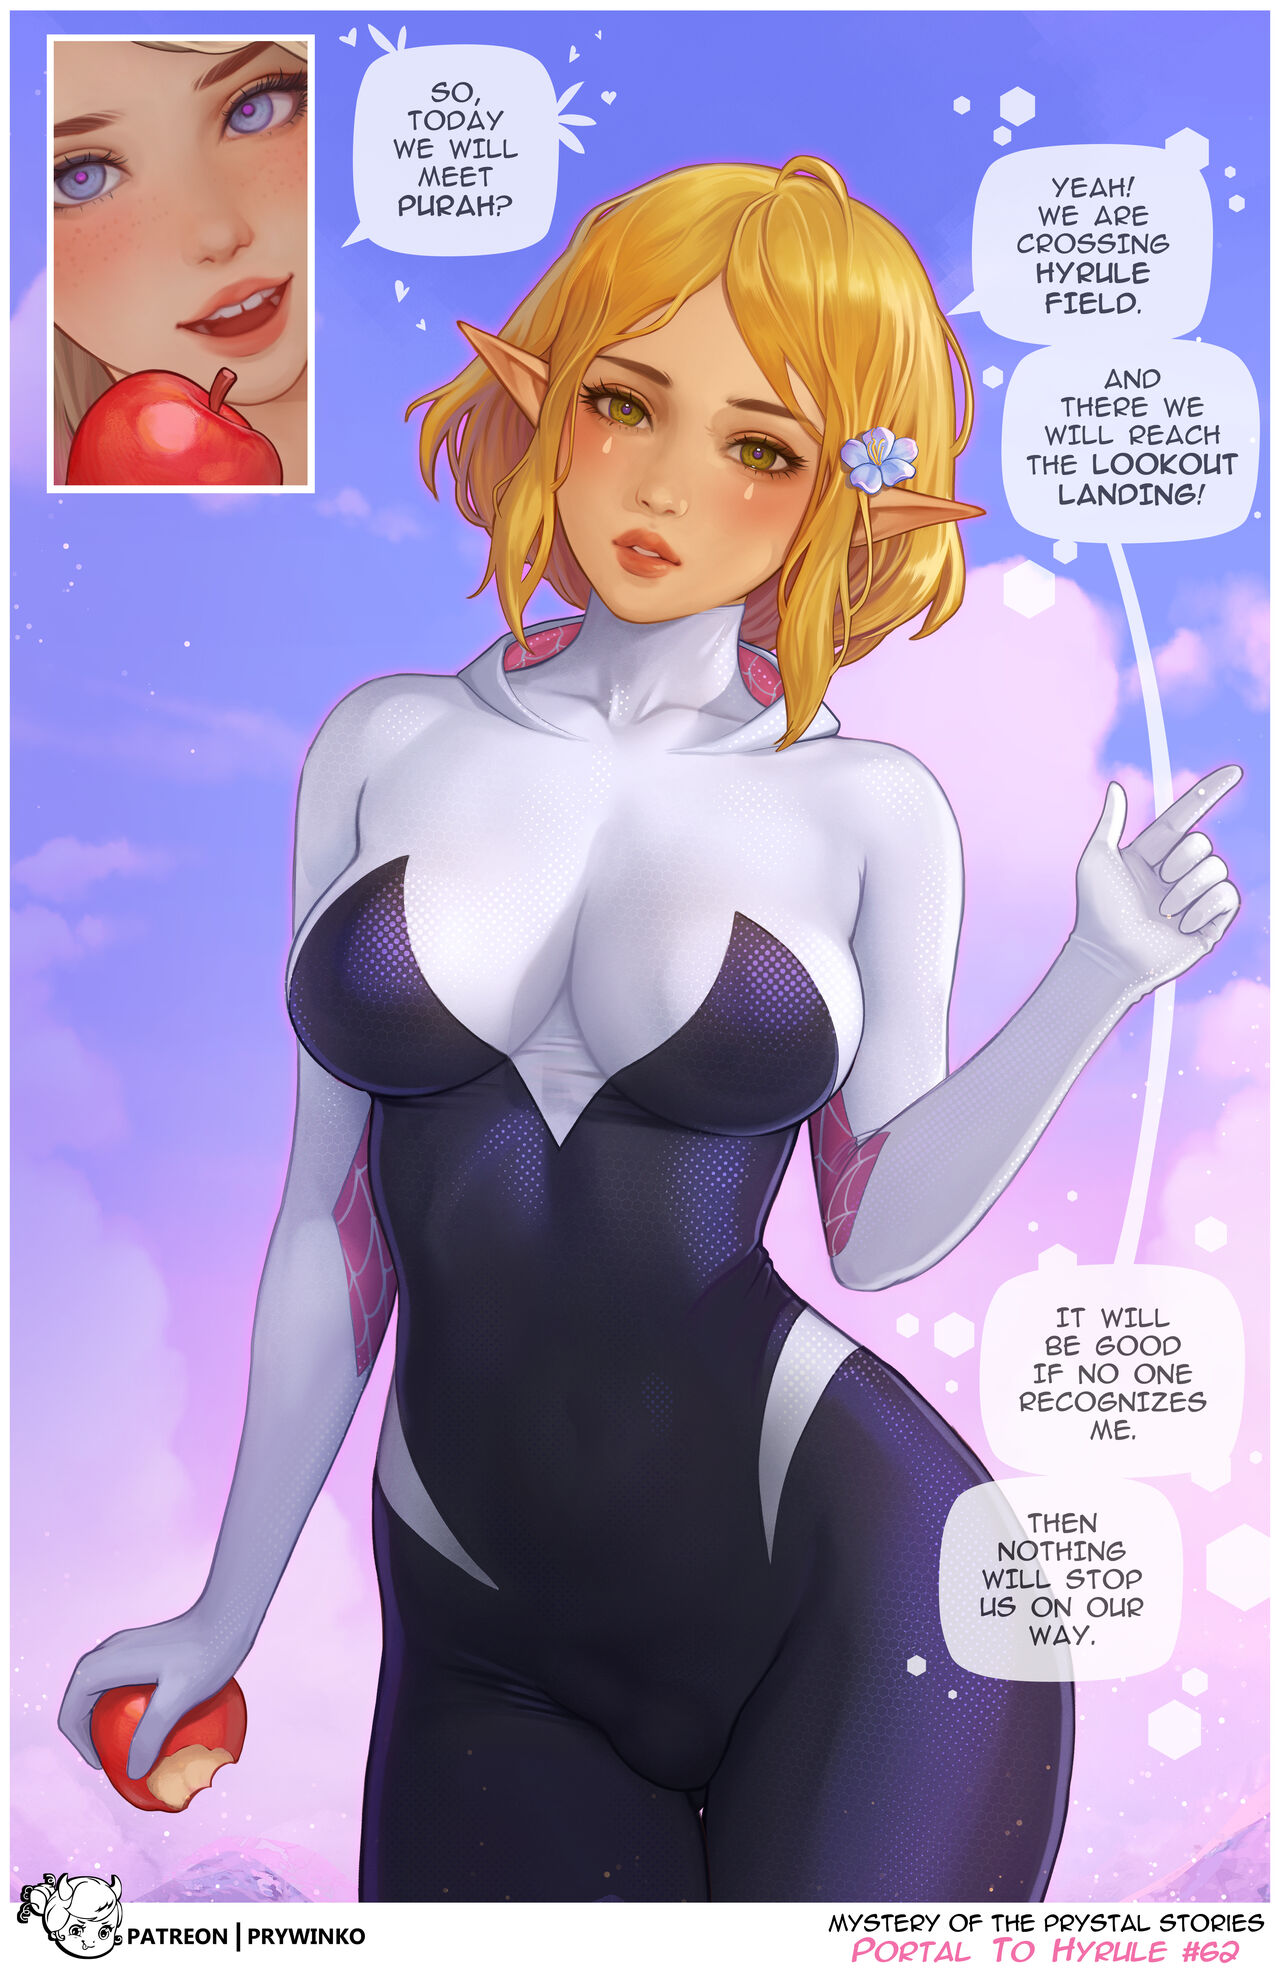 SO,
TODAY
WE WILL
MEET
PURAH?
YEAH!
WE ARE
CROSSING
HYRULE
FIELD.
AND
THERE WE
WILL REACH
THE LOOKOUT
LANDING!
IT WILL
BE GOOD
IF NO ONE
RECOGNIZES
ME.
THEN
NOTHING
WILL STOP
US ON OUR
WAY.
PATREON | PRYWINKO
MYSTERY OF THE PRYSTAL STORIES
PORTAL TO HYRULE #62